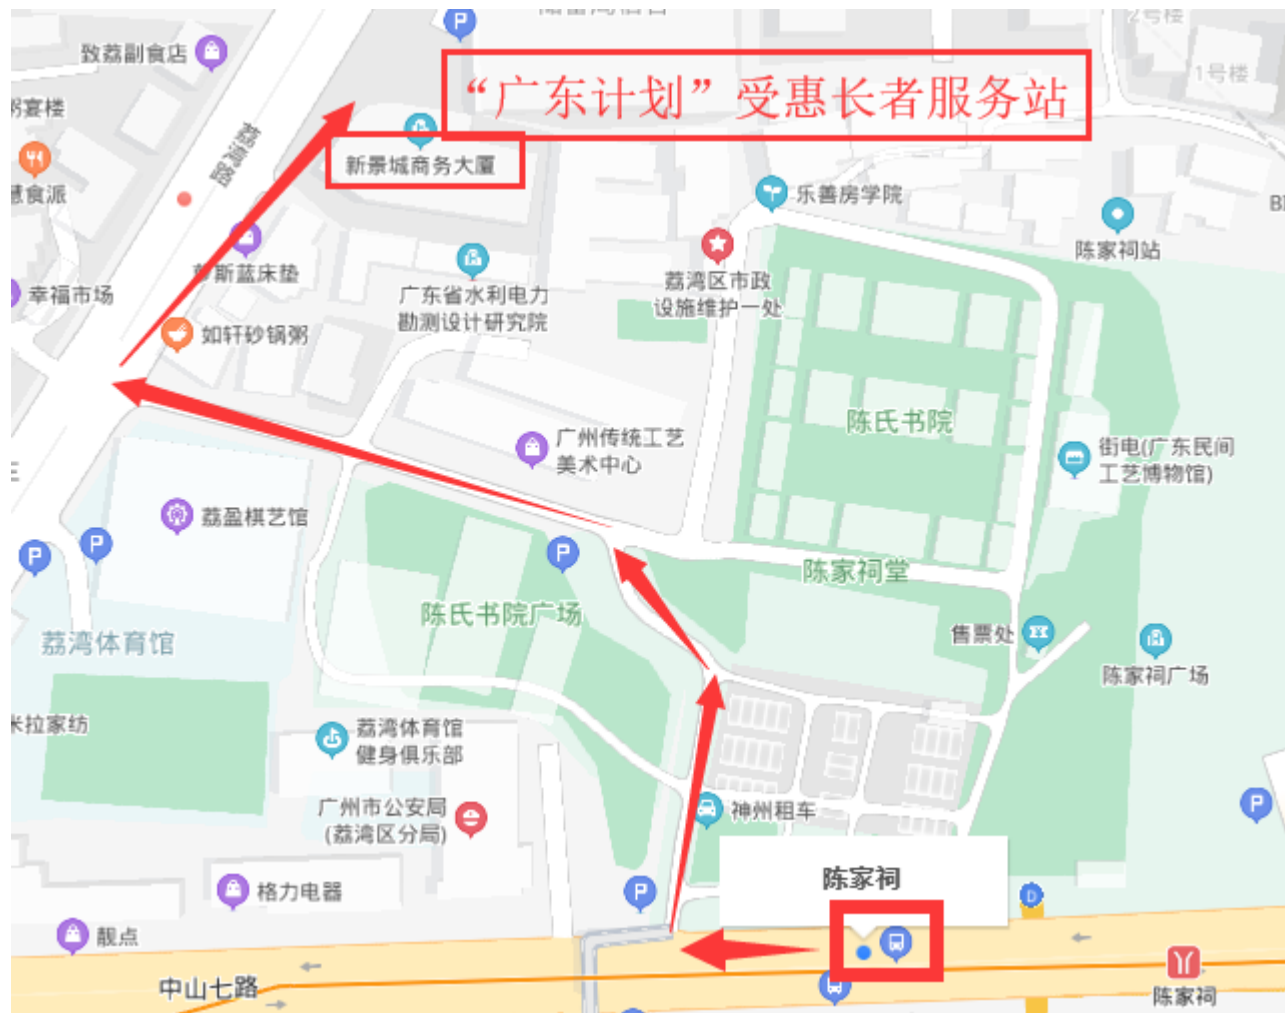 致荔副食店
P
2号楼
“广东计划”受惠长者服务站
1号楼
粥宴楼
荔湾路
新景城商务大厦
慧食派
乐善房学院
陈家祠站
荔湾区市政
设施维护一处
幸福市场
斯蓝床垫
广东省水利电力
勘测设计研究院
如轩砂锅粥
陈氏书院
广州传统工艺
美术中心
街电(广东民间
工艺博物馆)
荔盈棋艺馆
P
P
P
陈家祠堂
陈氏书院广场
售票处
荔湾体育馆
陈家祠广场
米拉家纺
荔湾体育馆
健身俱乐部
广州市公安局
(荔湾区分局)
神州租车
P
陈家祠
格力电器
P
D
靓点
中山七路
陈家祠